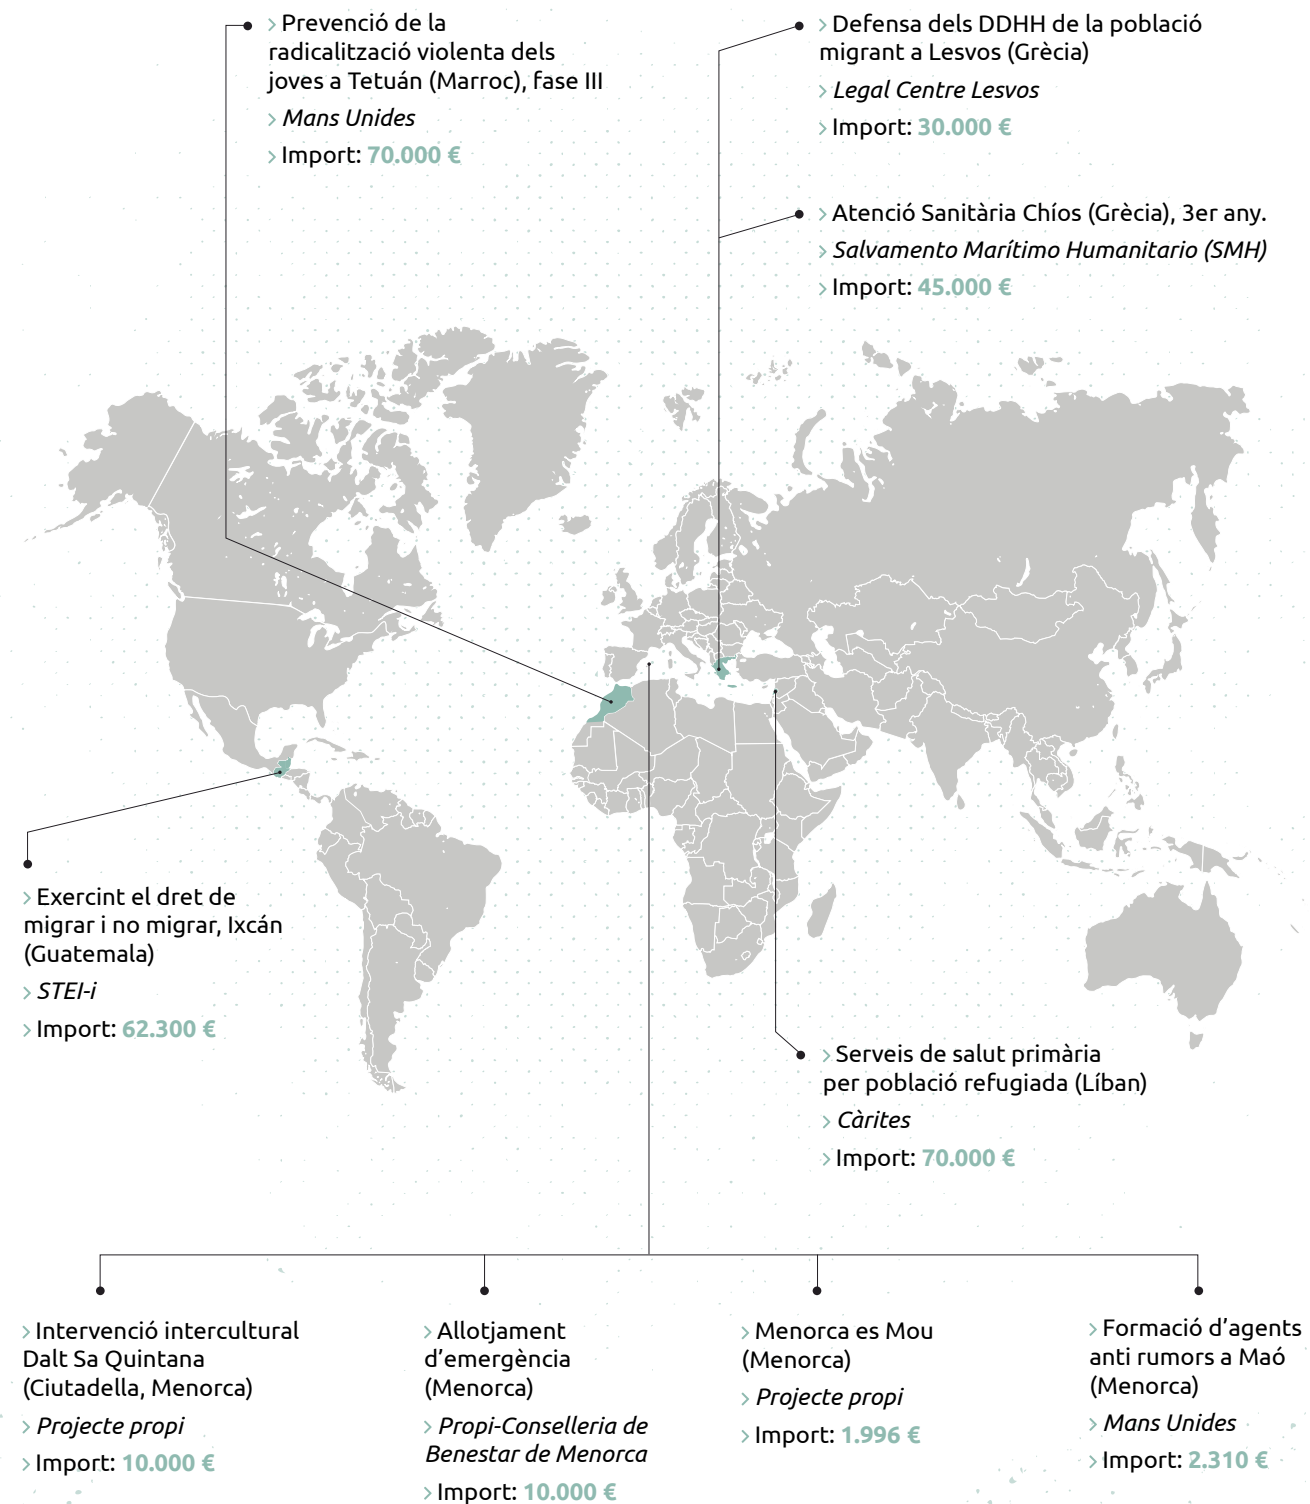 > Prevenció de la
radicalització violenta dels
joves a Tetuán (Marroc), fase III
> Mans Unides
> Import: 70.000 €
> Defensa dels DDHH de la població
migrant a Lesvos (Grècia)
> Legal Centre Lesvos
> Import: 30.000 €
> Atenció Sanitària Chíos (Grècia), 3er any.
> Salvamento Marítimo Humanitario (SMH)
> Import: 45.000 €
> Exercint el dret de
migrar i no migrar, Ixcán
(Guatemala)
> STEI-i
> Import: 62.300 €
> Serveis de salut primària
per població refugiada (Líban)
> Càrites
> Import: 70.000 €
> Intervenció intercultural
Dalt Sa Quintana
(Ciutadella, Menorca)
> Projecte propi
> Import: 10.000 €
> Allotjament
d’emergència
(Menorca)
> Propi-Conselleria de
Benestar de Menorca
> Import: 10.000 €
> Menorca es Mou
(Menorca)
> Projecte propi
> Import: 1.996 €
> Formació d’agents
anti rumors a Maó
(Menorca)
> Mans Unides
> Import: 2.310 €